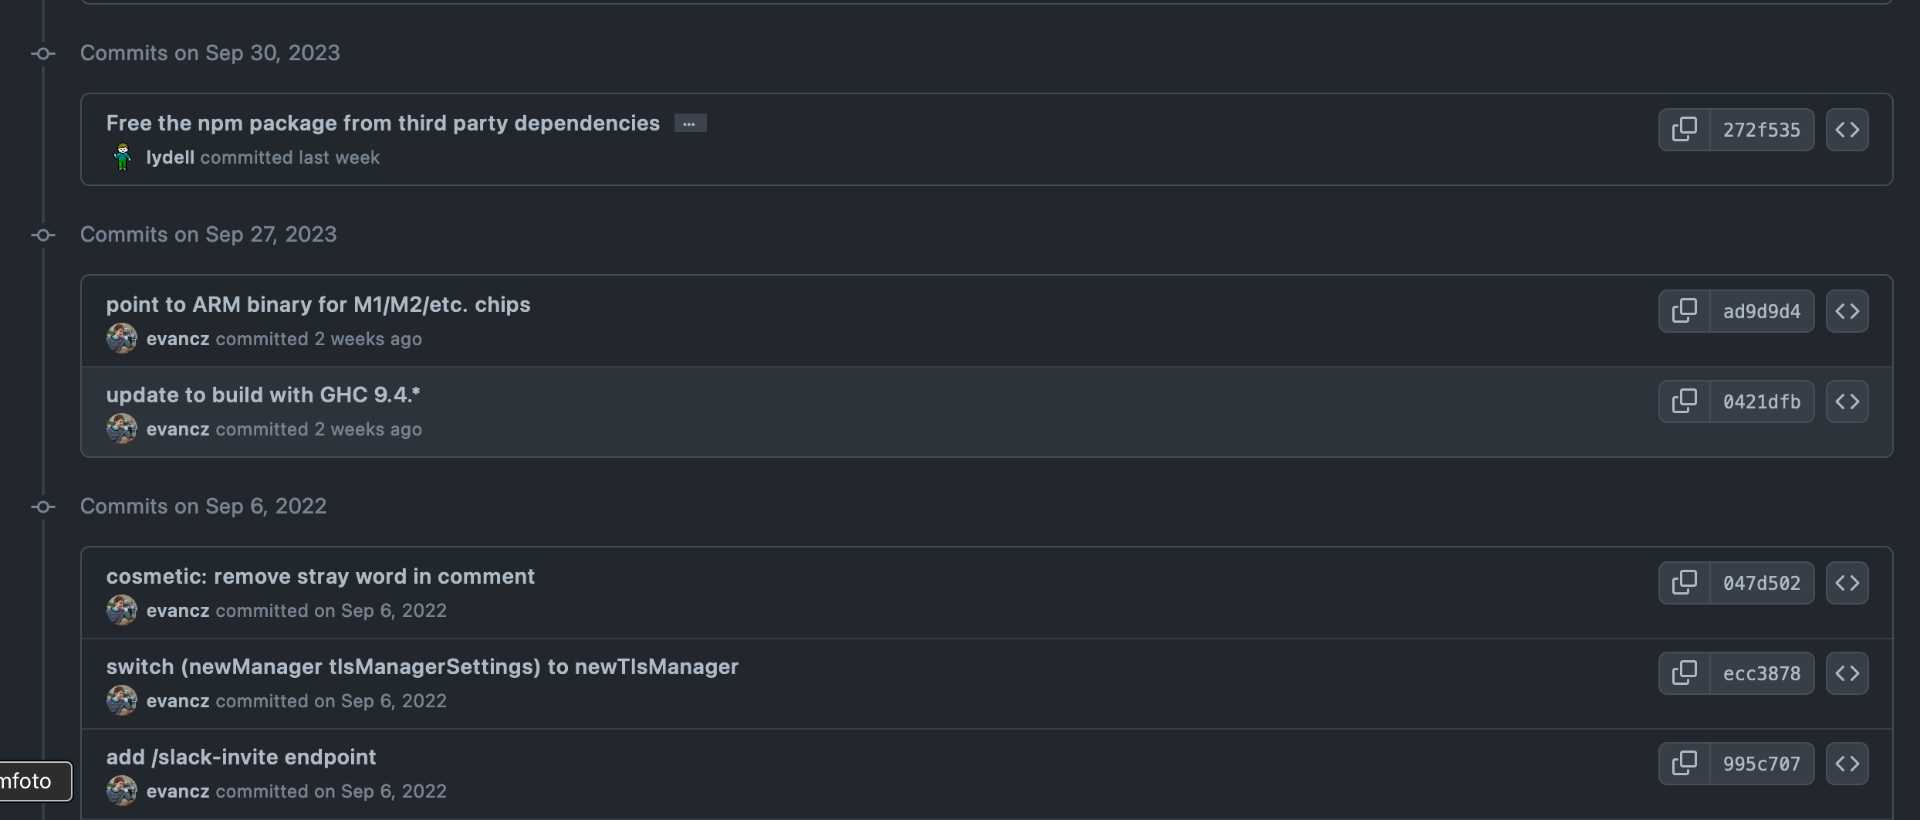 Commits on Sep 30, 2023
Free the npm package from third party dependencies …
lydell committed last week
272f535
Commits on Sep 27, 2023
point to ARM binary for M1/M2/etc. chips
evancz committed 2 weeks ago
ad9d9d4
update to build with GHC 9.4.*
evancz committed 2 weeks ago
0421dfb
Commits on Sep 6, 2022
cosmetic: remove stray word in comment
evancz committed on Sep 6, 2022
047d502
switch (newManager tlsManagerSettings) to newTlsManager
evancz committed on Sep 6, 2022
ecc3878
add /slack-invite endpoint
evancz committed on Sep 6, 2022
995c707
mfoto